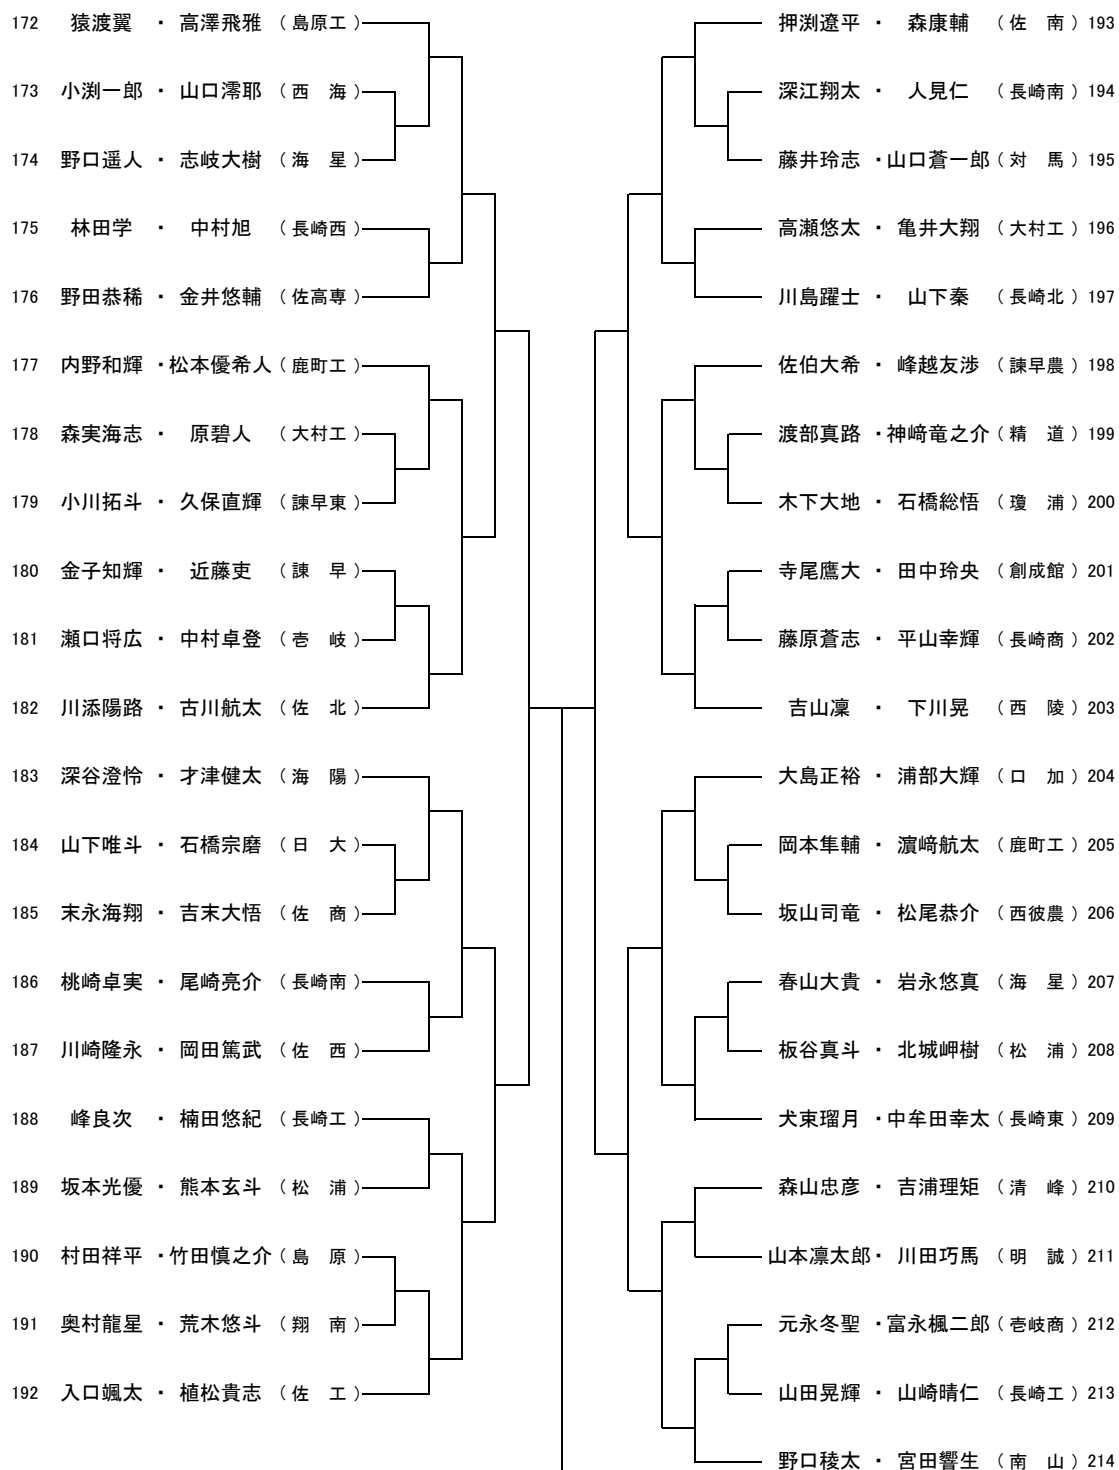 172 猿渡翼 ・ 高澤飛雅 （島原工）
173 小渕一郎 ・ 山口澪耶 （西　海）
174 野口遥人 ・ 志岐大樹 （海　星）
175 林田学 ・ 中村旭 （長崎西）
176 野田恭稀 ・ 金井悠輔 （佐高専）
177 内野和輝 ・ 松本優希人 （鹿町工）
178 森実海志 ・ 原碧人 （大村工）
179 小川拓斗 ・ 久保直輝 （諫早東）
180 金子知輝 ・ 近藤吏 （諫　早）
181 瀬口将広 ・ 中村卓登 （壱　岐）
182 川添陽路 ・ 古川航太 （佐　北）
183 深谷澄怜 ・ 才津健太 （海　陽）
184 山下唯斗 ・ 石橋宗磨 （日　大）
185 末永海翔 ・ 吉末大悟 （佐　商）
186 桃崎卓実 ・ 尾崎亮介 （長崎南）
187 川崎隆永 ・ 岡田篤武 （佐　西）
188 峰良次 ・ 楠田悠紀 （長崎工）
189 坂本光優 ・ 熊本玄斗 （松　浦）
190 村田祥平 ・ 竹田慎之介 （島　原）
191 奥村龍星 ・ 荒木悠斗 （翔　南）
192 入口颯太 ・ 植松貴志 （佐　工）
押渕遼平 ・ 森康輔 （佐　南） 193
深江翔太 ・ 人見仁 （長崎南） 194
藤井玲志 ・ 山口蒼一郎 （対　馬） 195
高瀬悠太 ・ 亀井大翔 （大村工） 196
川島躍士 ・ 山下秦 （長崎北） 197
佐伯大希 ・ 峰越友渉 （諫早農） 198
渡部真路 ・ 神﨑竜之介 （精　道） 199
木下大地 ・ 石橋総悟 （瓊　浦） 200
寺尾鷹大 ・ 田中玲央 （創成館） 201
藤原蒼志 ・ 平山幸輝 （長崎商） 202
吉山凜 ・ 下川晃 （西　陵） 203
大島正裕 ・ 浦部大輝 （口　加） 204
岡本隼輔 ・ 濵﨑航太 （鹿町工） 205
坂山司竜 ・ 松尾恭介 （西彼農） 206
春山大貴 ・ 岩永悠真 （海　星） 207
板谷真斗 ・ 北城岬樹 （松　浦） 208
犬束瑠月 ・ 中牟田幸太 （長崎東） 209
森山忠彦 ・ 吉浦理矩 （清　峰） 210
山本凛太郎 ・ 川田巧馬 （明　誠） 211
元永冬聖 ・ 富永楓二郎 （壱岐商） 212
山田晃輝 ・ 山崎晴仁 （長崎工） 213
野口稜太 ・ 宮田響生 （南　山） 214